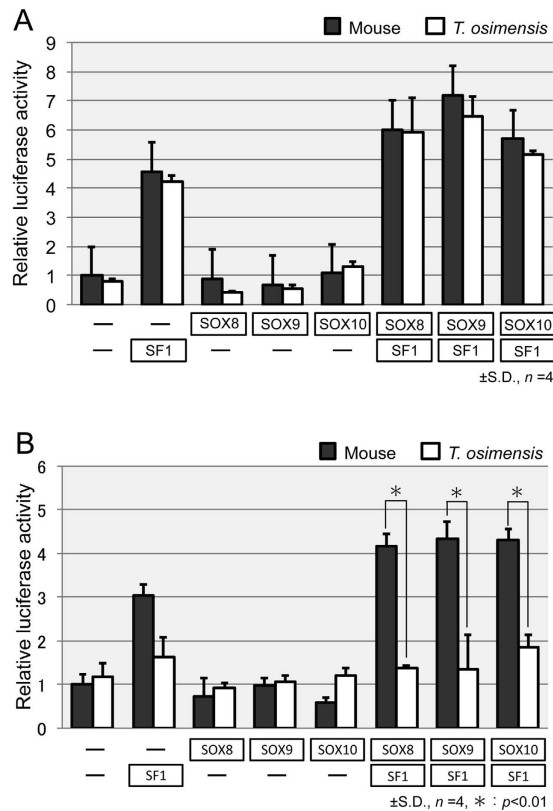 A
Mouse T. osimensis
Relative luciferase activity
9
8
7
6
5
4
3
2
1
0
— — SOX8 SOX9 SOX10 SOX8 SOX9 SOX10
— SF1 — — — SF1 SF1 SF1
±S.D., n =4
B
Mouse T. osimensis
Relative luciferase activity
6
5
4
3
2
1
0
* * *
— — SOX8 SOX9 SOX10 SOX8 SOX9 SOX10
— SF1 — — — SF1 SF1 SF1
±S.D., n =4, * : p<0.01